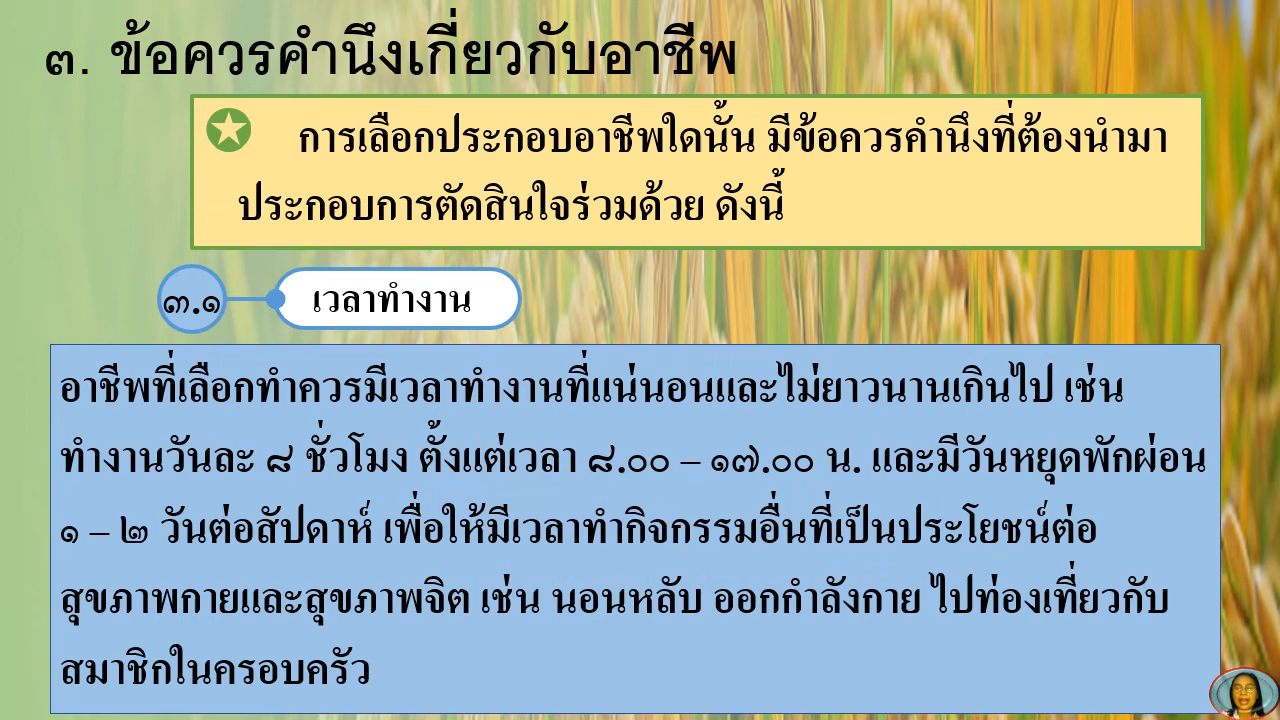 ๓. ข้อควรคำนึงเกี่ยวกับอาชีพ
การเลือกประกอบอาชีพใดนั้น มีข้อควรคำนึงที่ต้องนำมา
ประกอบการตัดสินใจร่วมด้วย ดังนี้
๓.๑ เวลาทำงาน
อาชีพที่เลือกทำควรมีเวลาทำงานที่แน่นอนและไม่ยาวนานเกินไป เช่น
ทำงานวันละ ๘ ชั่วโมง ตั้งแต่เวลา ๘.๐๐ – ๑๗.๐๐ น. และมีวันหยุดพักผ่อน
๑ – ๒ วันต่อสัปดาห์ เพื่อให้มีเวลาทำกิจกรรมอื่นที่เป็นประโยชน์ต่อ
สุขภาพกายและสุขภาพจิต เช่น นอนหลับ ออกกำลังกาย ไปท่องเที่ยวกับ
สมาชิกในครอบครัว